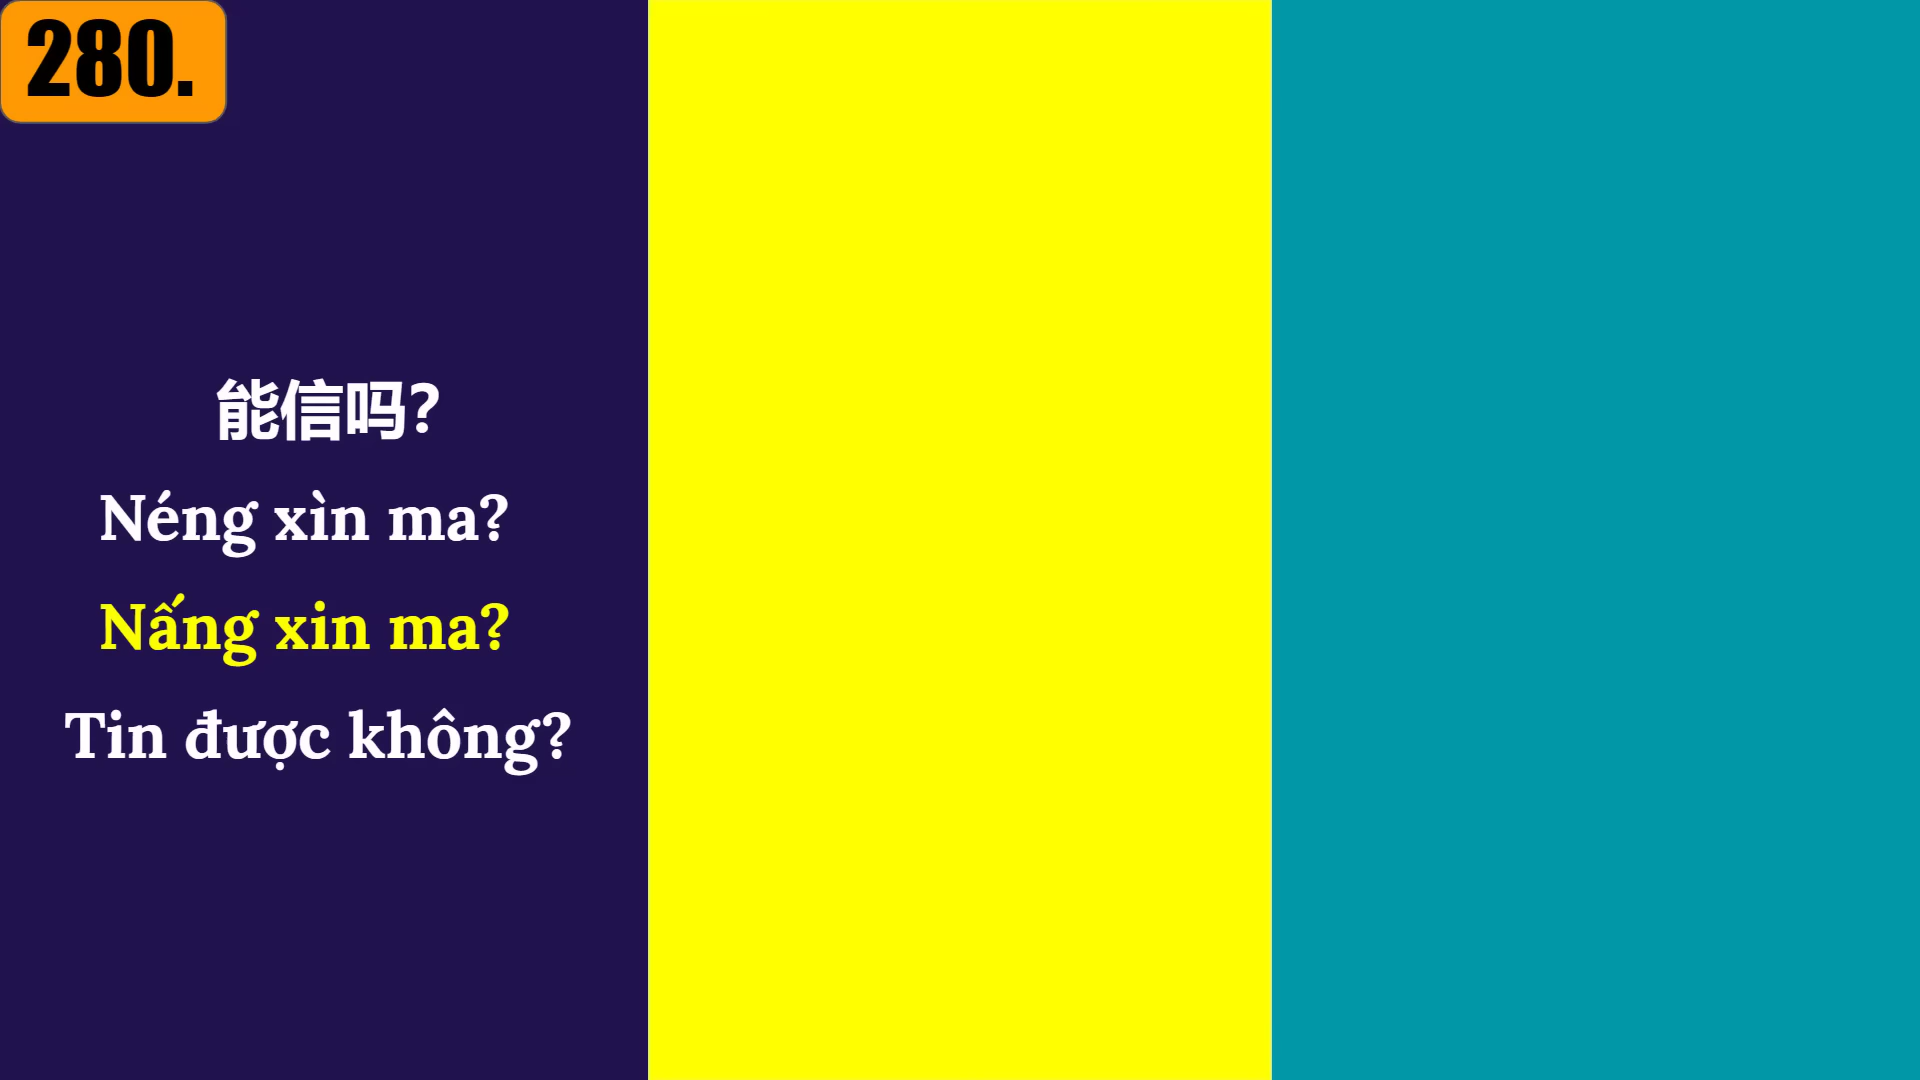 280.
能信吗?
Néng xìn ma?
Nấng xin ma?
Tin được không?